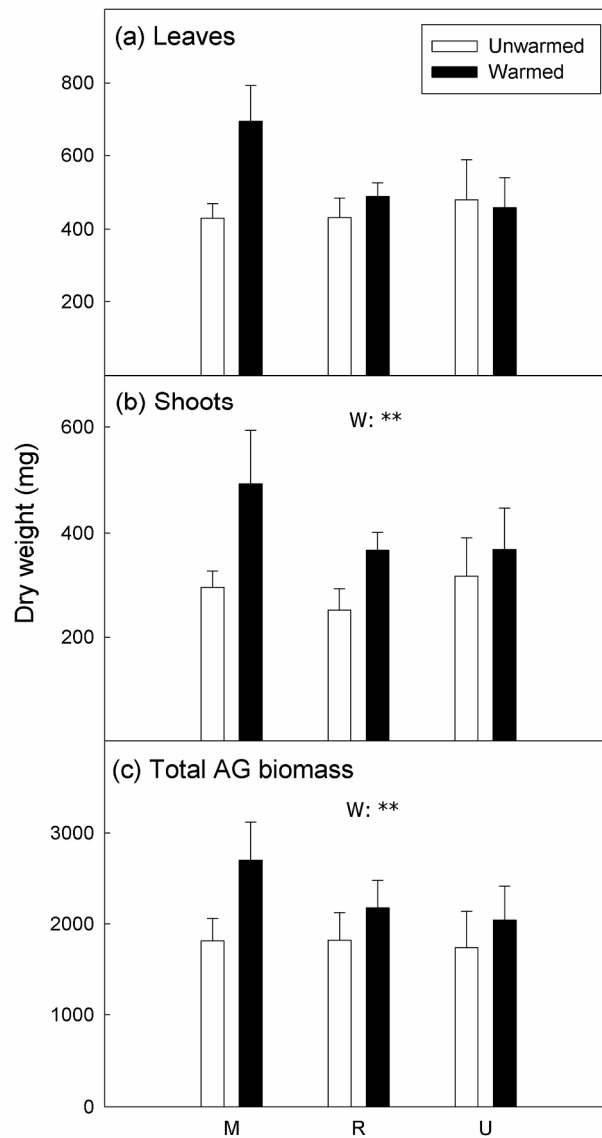 (a) Leaves
Unwarmed
Warmed
800
600
400
200
(b) Shoots
W: **
600
400
200
Dry weight (mg)
(c) Total AG biomass
W: **
3000
2000
1000
0
M R U